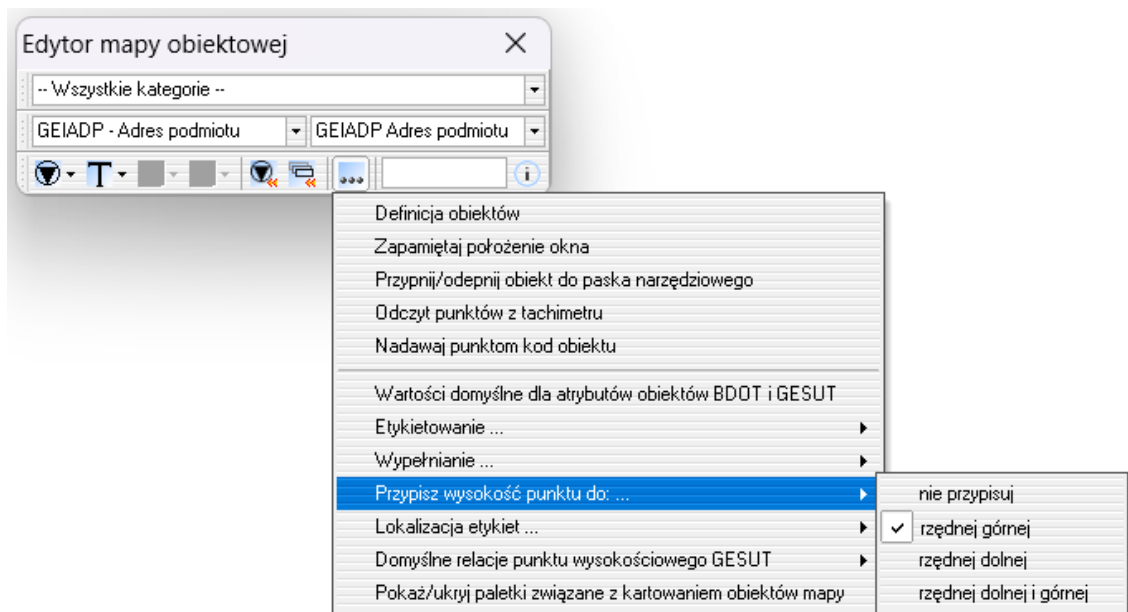 Edytor mapy obiektowej
-- Wszystkie kategorie --
GEIADP - Adres podmiotu GEIADP Adres podmiotu
T
Definicja obiektów
Zapamiętaj położenie okna
Przypnij/odepnij obiekt do paska narzędziowego
Odczyt punktów z tachimetru
Nadawaj punktom kod obiektu
Wartości domyślne dla atrybutów obiektów BDOT i GESUT
Etykietowanie ...
Wypełnianie ...
Przypisz wysokość punktu do: ...
nie przypisuj
Lokalizacja etykiet ...
rzędnej górnej
Domyślne relacje punktu wysokościowego GESUT
rzędnej dolnej
Pokaż/ukryj paletki związane z kartowaniem obiektów mapy
rzędnej dolnej i górnej